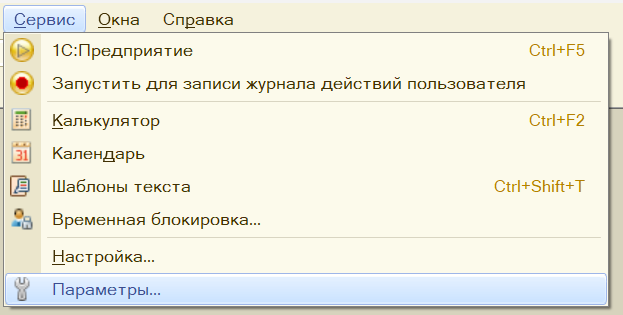 Сервис Окна Справка
1С:Предприятие Ctrl+F5
Запустить для записи журнала действий пользователя
Калькулятор Ctrl+F2
31 Календарь
Шаблоны текста Ctrl+Shift+T
Временная блокировка...
Настройка...
Параметры...